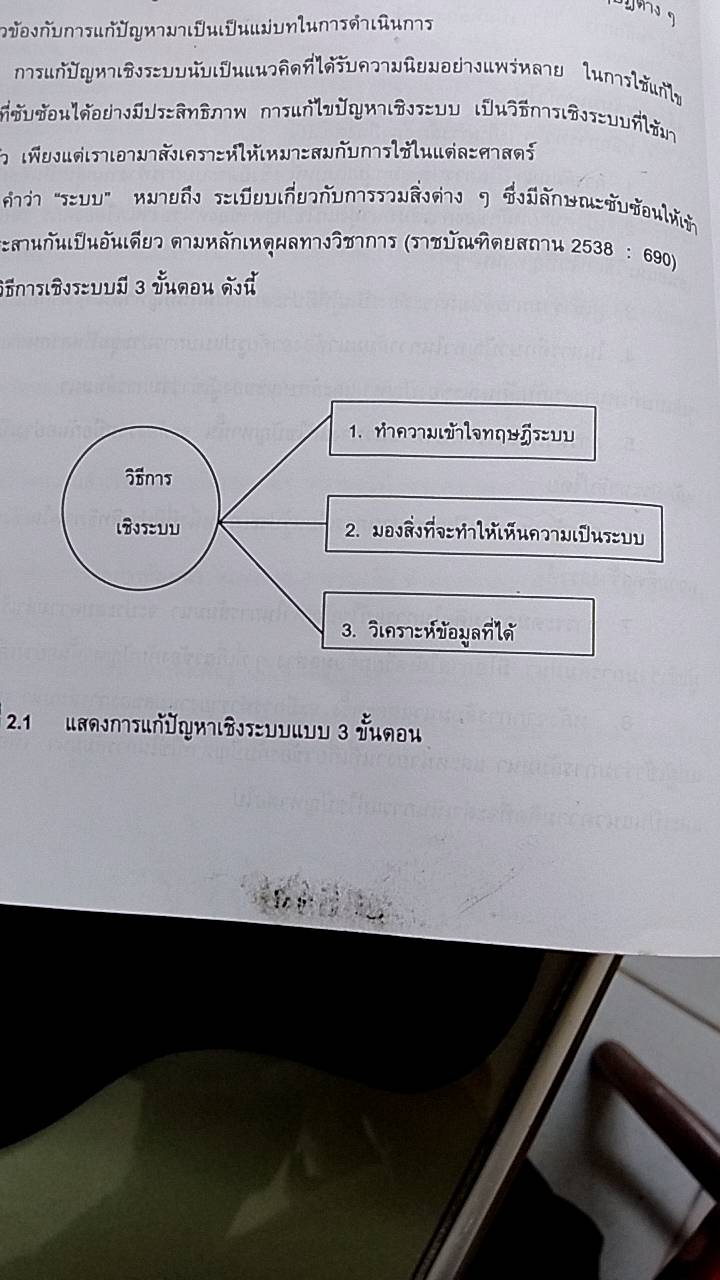 ต่าง ๆ
วข้องกับการแก้ปัญหามาเป็นเป็นแม่บทในการดำเนินการ
การแก้ปัญหาเชิงระบบนับเป็นแนวคิดที่ได้รับความนิยมอย่างแพร่หลาย ในการใช้แก้ไข
ที่ซับซ้อนได้อย่างมีประสิทธิภาพ การแก้ไขปัญหาเชิงระบบ เป็นวิธีการเชิงระบบที่ใช้มา
ว เพียงแต่เราเอามาสังเคราะห์ให้เหมาะสมกับการใช้ในแต่ละศาสตร์
คำว่า "ระบบ" หมายถึง ระเบียบเกี่ยวกับการรวมสิ่งต่าง ๆ ซึ่งมีลักษณะซับซ้อนให้เข้า
ะสานกันเป็นอันเดียว ตามหลักเหตุผลทางวิชาการ (ราชบัณฑิตยสถาน 2538 : 690)
วิธีการเชิงระบบมี 3 ขั้นตอน ดังนี้
วิธีการ
เชิงระบบ
1. ทำความเข้าใจทฤษฎีระบบ
2. มองสิ่งที่จะทำให้เห็นความเป็นระบบ
3. วิเคราะห์ข้อมูลที่ได้
2.1 แสดงการแก้ปัญหาเชิงระบบแบบ 3 ขั้นตอน